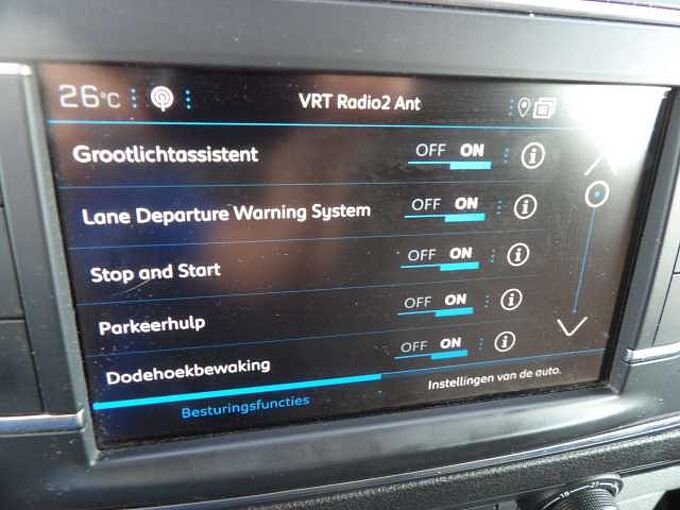 26°C VRT Radio2 Ant
Grootlichtassistent OFF ON i
Lane Departure Warning System OFF ON i
Stop and Start OFF ON i
Parkeerhulp OFF ON i
Dodehoekbewaking OFF ON i
Besturingsfuncties Instellingen van de auto.